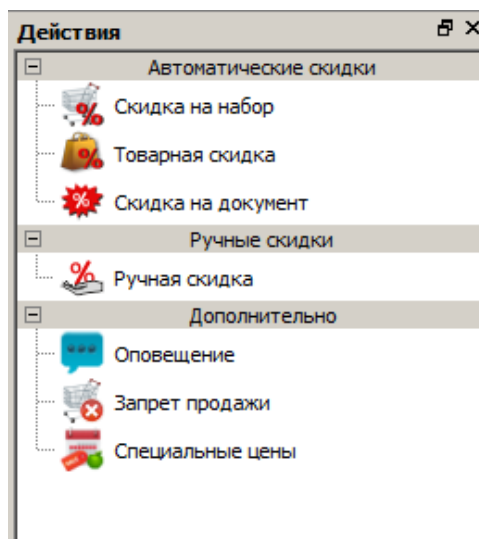 Действия
Автоматические скидки
Скидка на набор
Товарная скидка
Скидка на документ
Ручные скидки
Ручная скидка
Дополнительно
Оповещение
Запрет продажи
Специальные цены